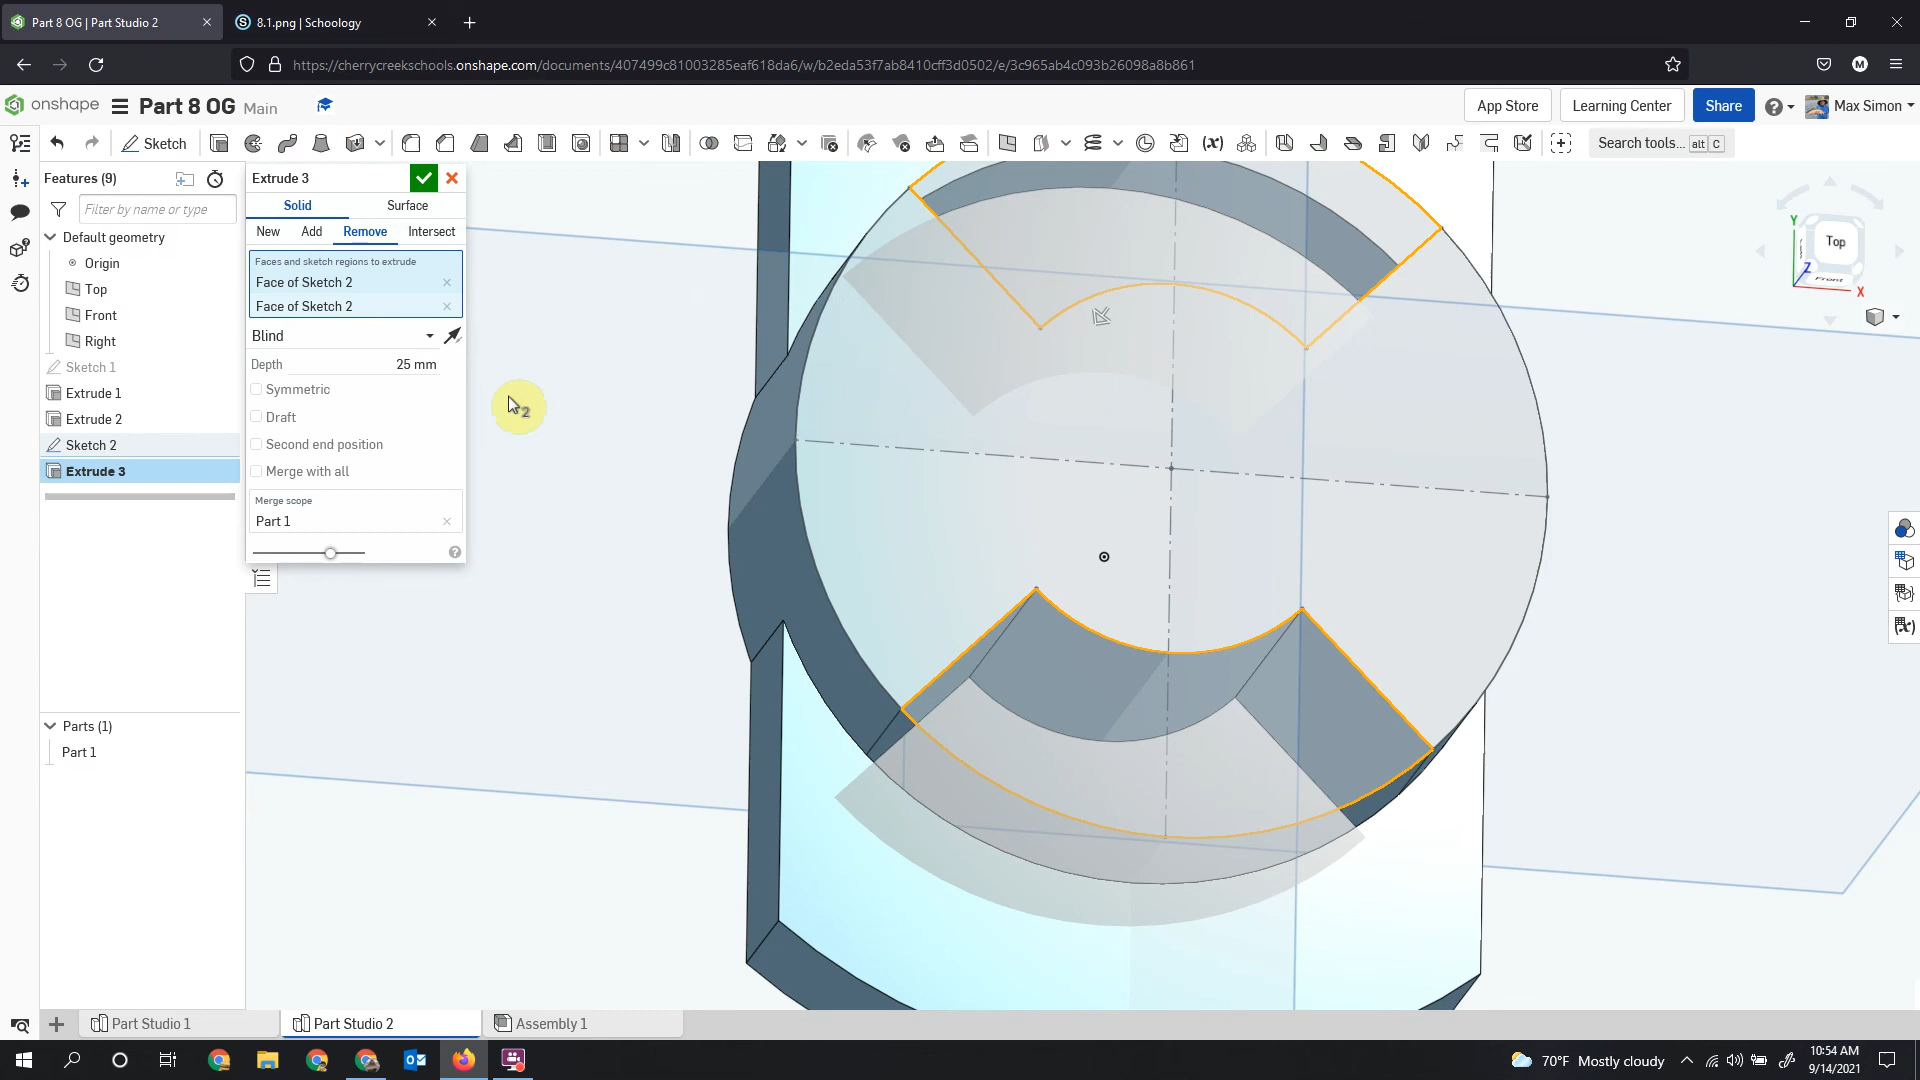 Part 8 OG | Part Studio 2
8.1.png | Schoology
https://cherrycreekschools.onshape.com/documents/407499c81003285eaf618da6/w/b2eda53f7ab8410cff3d0502/e/3c965ab4c093b26098a8b861
onshape
Part 8 OG Main
App Store
Learning Center
Share
Max Simon
Sketch
Search tools... alt C
Features (9)
Filter by name or type
Default geometry
Origin
Top
Front
Right
Sketch 1
Extrude 1
Extrude 2
Sketch 2
Extrude 3
Parts (1)
Part 1
Extrude 3
Solid Surface
New Add Remove Intersect
Faces and sketch regions to extrude
Face of Sketch 2
Face of Sketch 2
Blind
Depth 25 mm
Symmetric
Draft
Second end position
Merge with all
Merge scope
Part 1
2
Y
Top
Z
Front
X
Part Studio 1
Part Studio 2
Assembly 1
70°F Mostly cloudy
10:54 AM
9/14/2021